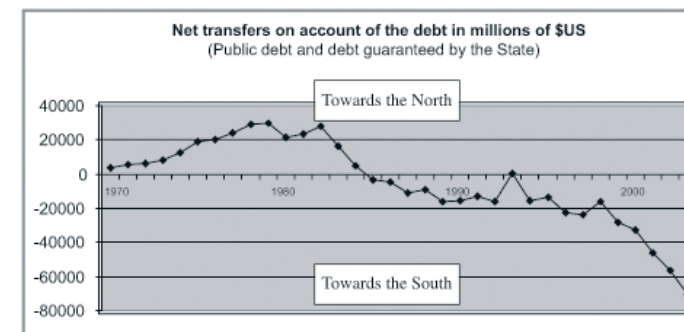 Net transfers on account of the debt in millions of $US
(Public debt and debt guaranteed by the State)
Towards the North
40000
20000
0
1970 1980 1990 2000
-20000
-40000
-60000
Towards the South
-80000